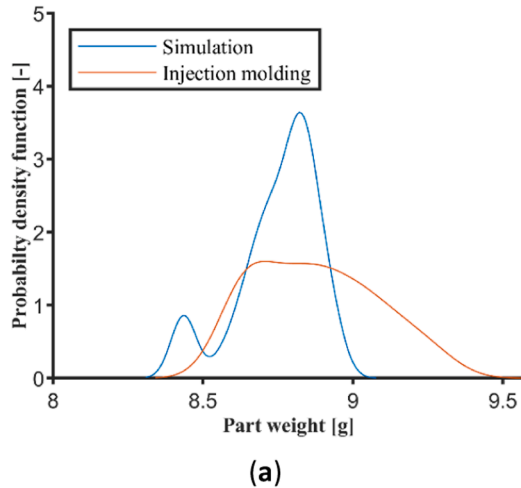 Simulation
Injection molding
Probabilty density function [-]
5
4
3
2
1
0
8
8.5
9
9.5
Part weight [g]
(a)